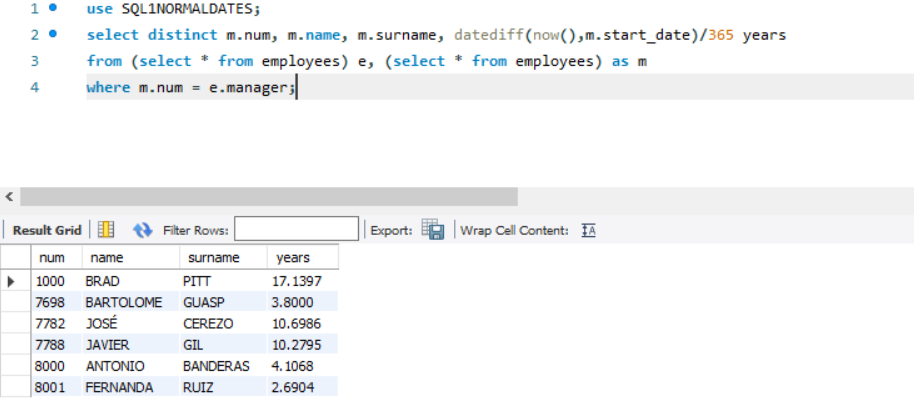 1 use SQL1NORMALDATES;
2 select distinct m.num, m.name, m.surname, datediff(now(),m.start_date)/365 years
3 from (select * from employees) e, (select * from employees) as m
4 where m.num = e.manager;
Result Grid Filter Rows: Export: Wrap Cell Content: IA
num name surname years
1000 BRAD PITT 17.1397
7698 BARTOLOME GUASP 3.8000
7782 JOSÉ CEREZO 10.6986
7788 JAVIER GIL 10.2795
8000 ANTONIO BANDERAS 4.1068
8001 FERNANDA RUIZ 2.6904